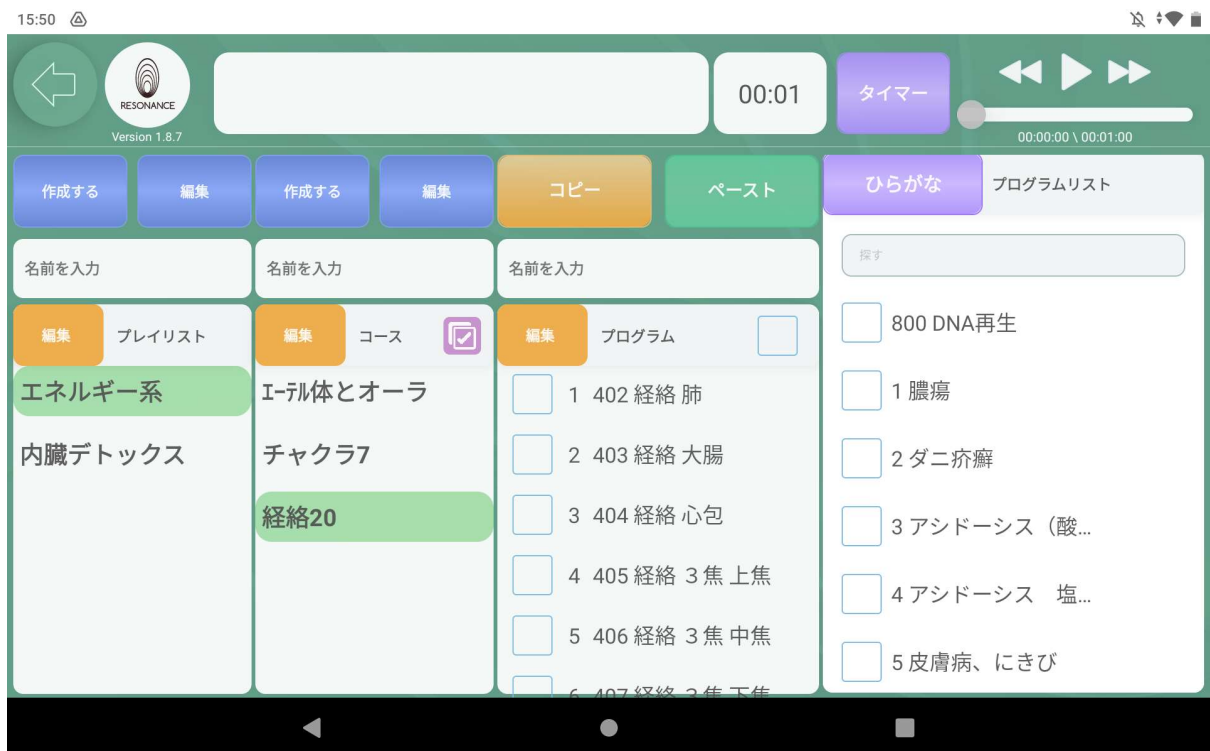 15:50
RESONANCE
Version 1.8.7
00:01
タイマー
00:00:00 \ 00:01:00
作成する
編集
作成する
編集
コピー
ペースト
ひらがな
プログラムリスト
名前を入力
名前を入力
名前を入力
探す
編集
プレイリスト
編集
コース
編集
プログラム
エネルギー系
内臓デトックス
ｴｰﾃﾙ体とオーラ
チャクラ7
経絡20
1 402 経絡 肺
2 403 経絡 大腸
3 404 経絡 心包
4 405 経絡 ３焦 上焦
5 406 経絡 ３焦 中焦
6 407 経絡 ３焦 下焦
800 DNA再生
1 膿瘍
2 ダニ疥癬
3 アシドーシス（酸...
4 アシドーシス　塩...
5 皮膚病、にきび